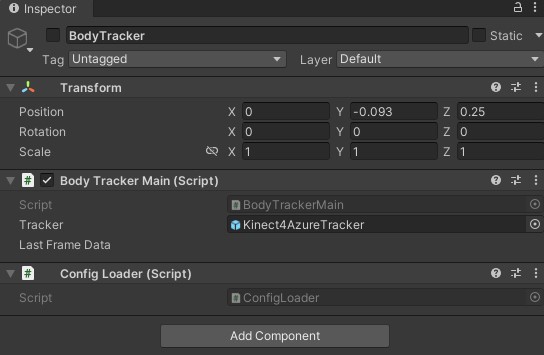 Inspector
BodyTracker
Static
Tag Untagged Layer Default
Transform
Position X 0 Y -0.093 Z 0.25
Rotation X 0 Y 0 Z 0
Scale X 1 Y 1 Z 1
# Body Tracker Main (Script)
Script # BodyTrackerMain
Tracker Kinect4AzureTracker
Last Frame Data
# Config Loader (Script)
Script # ConfigLoader
Add Component